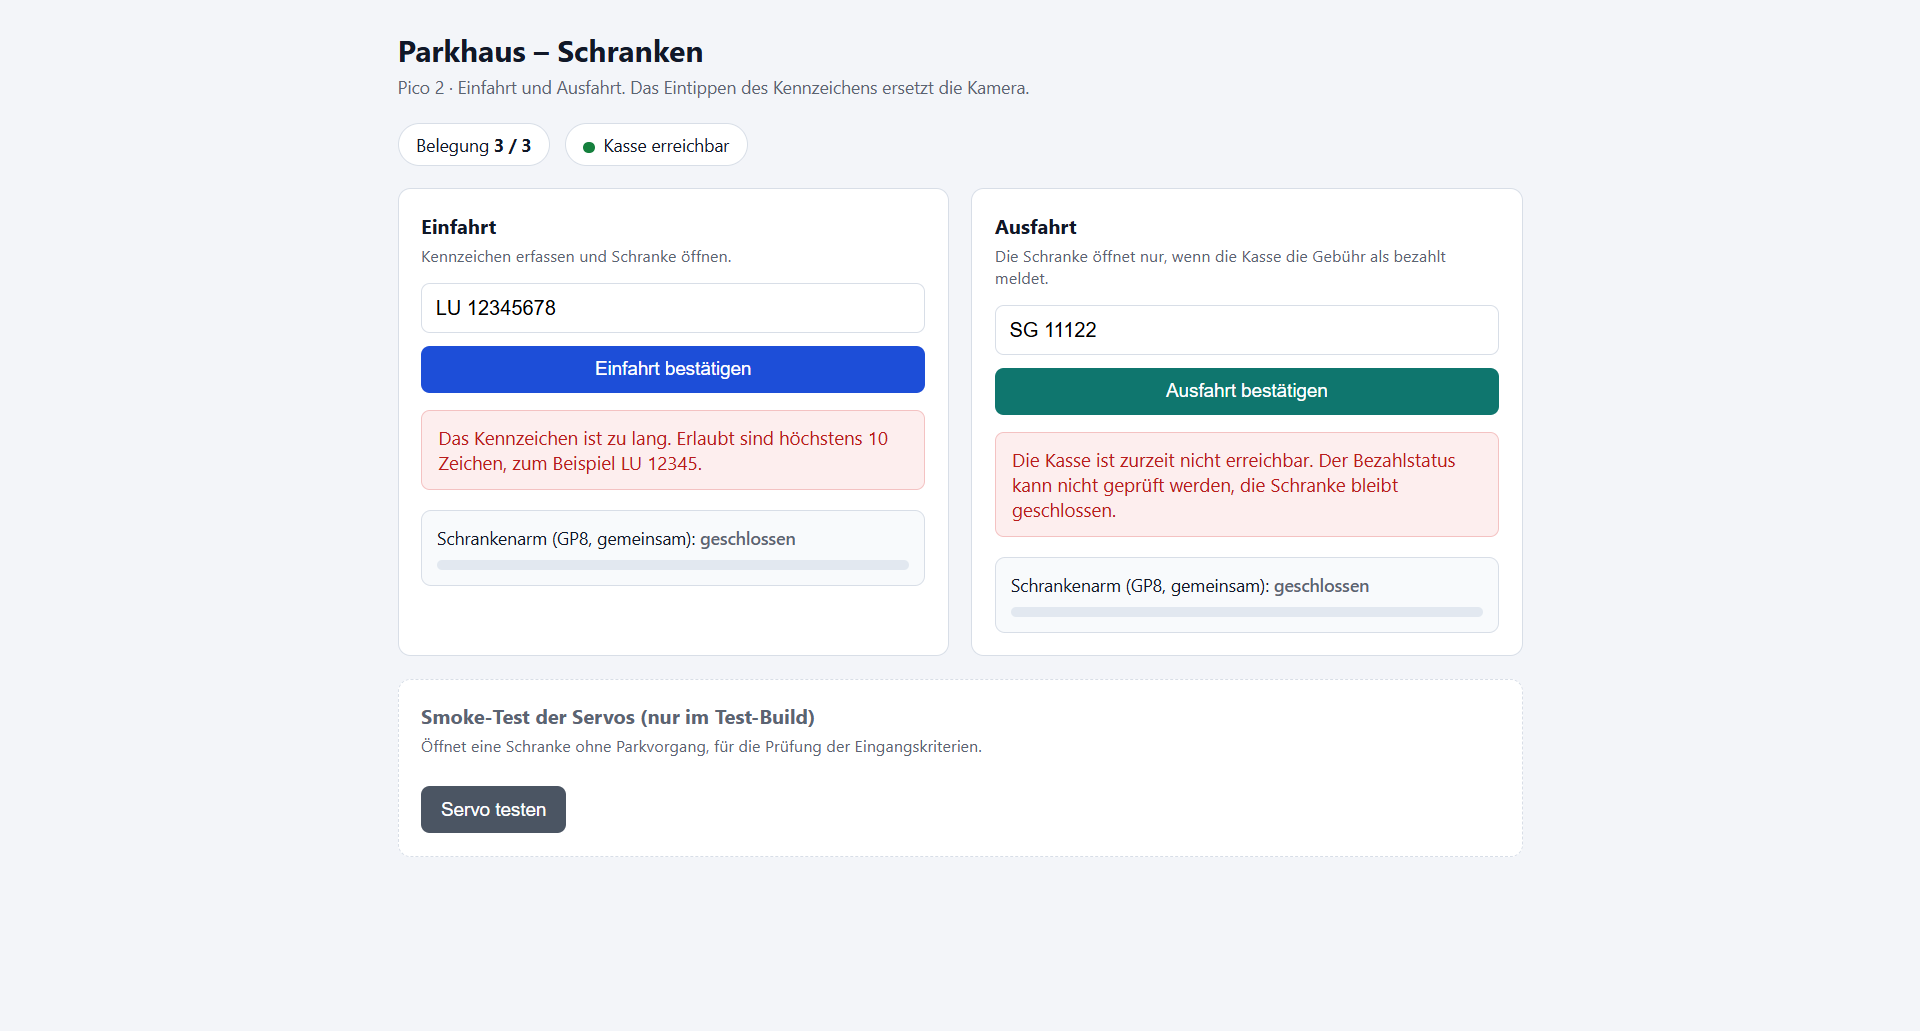 Parkhaus – Schranken
Pico 2 · Einfahrt und Ausfahrt. Das Eintippen des Kennzeichens ersetzt die Kamera.
Belegung 3 / 3
Kasse erreichbar
Einfahrt
Kennzeichen erfassen und Schranke öffnen.
LU 12345678
Einfahrt bestätigen
Das Kennzeichen ist zu lang. Erlaubt sind höchstens 10
Zeichen, zum Beispiel LU 12345.
Schrankenarm (GP8, gemeinsam): geschlossen
Ausfahrt
Die Schranke öffnet nur, wenn die Kasse die Gebühr als bezahlt
meldet.
SG 11122
Ausfahrt bestätigen
Die Kasse ist zurzeit nicht erreichbar. Der Bezahlstatus
kann nicht geprüft werden, die Schranke bleibt
geschlossen.
Schrankenarm (GP8, gemeinsam): geschlossen
Smoke-Test der Servos (nur im Test-Build)
Öffnet eine Schranke ohne Parkvorgang, für die Prüfung der Eingangskriterien.
Servo testen